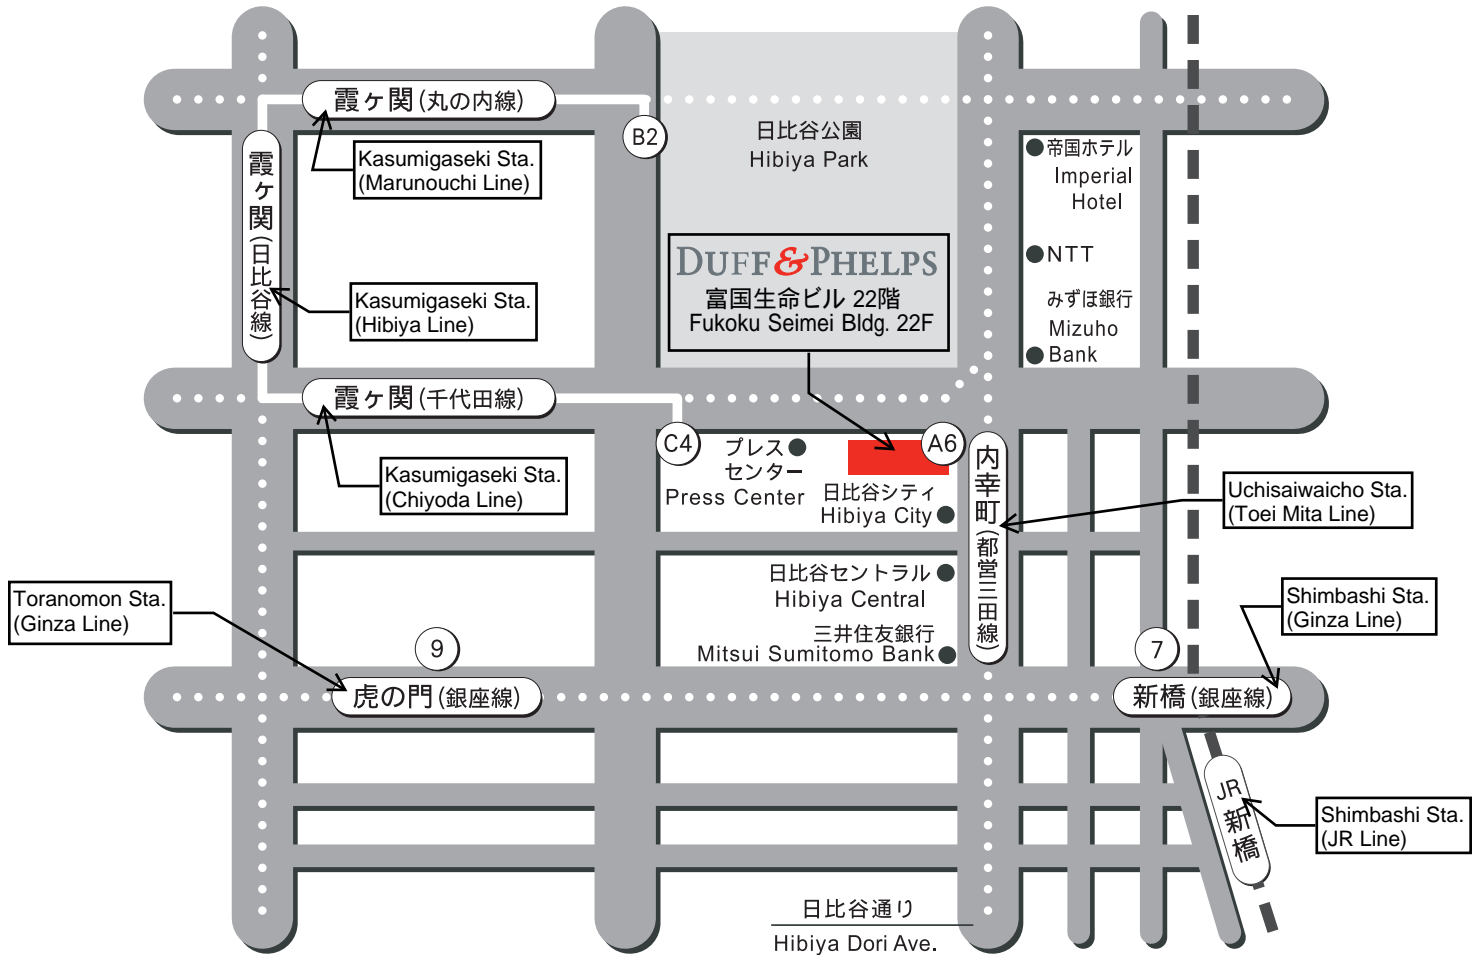 霞ヶ関(丸の内線)
B2
Kasumigaseki Sta.
(Marunouchi Line)
霞ヶ関(日比谷線)
Kasumigaseki Sta.
(Hibiya Line)
日比谷公園
Hibiya Park
帝国ホテル
Imperial
Hotel
NTT
みずほ銀行
Mizuho
Bank
DUFF&PHELPS
富国生命ビル 22階
Fukoku Seimei Bldg. 22F
霞ヶ関(千代田線)
C4
Kasumigaseki Sta.
(Chiyoda Line)
プレス
センター
Press Center
A6
日比谷シティ
Hibiya City
内幸町(都営三田線)
Uchisaiwaicho Sta.
(Toei Mita Line)
日比谷セントラル
Hibiya Central
三井住友銀行
Mitsui Sumitomo Bank
Toranomon Sta.
(Ginza Line)
9
虎の門(銀座線)
7
新橋(銀座線)
Shimbashi Sta.
(Ginza Line)
JR新橋
Shimbashi Sta.
(JR Line)
日比谷通り
Hibiya Dori Ave.